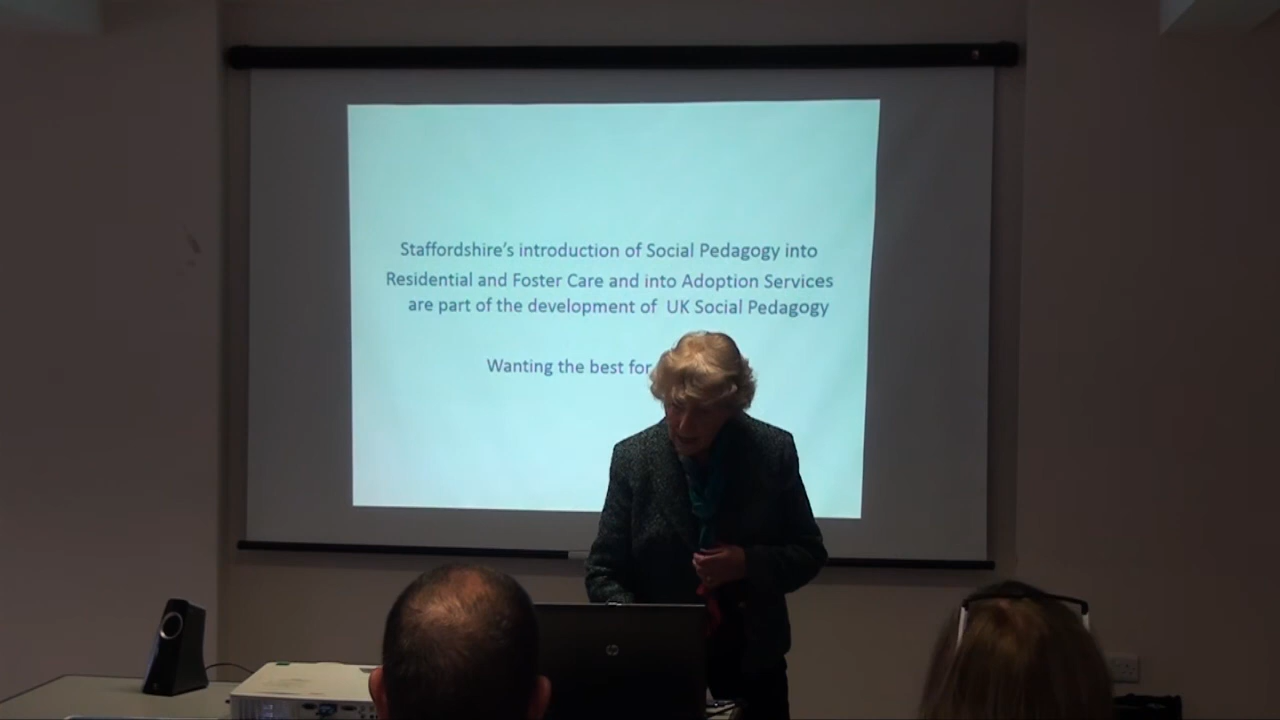 Staffordshire's introduction of Social Pedagogy into
Residential and Foster Care and into Adoption Services
are part of the development of UK Social Pedagogy
Wanting the best for
hp